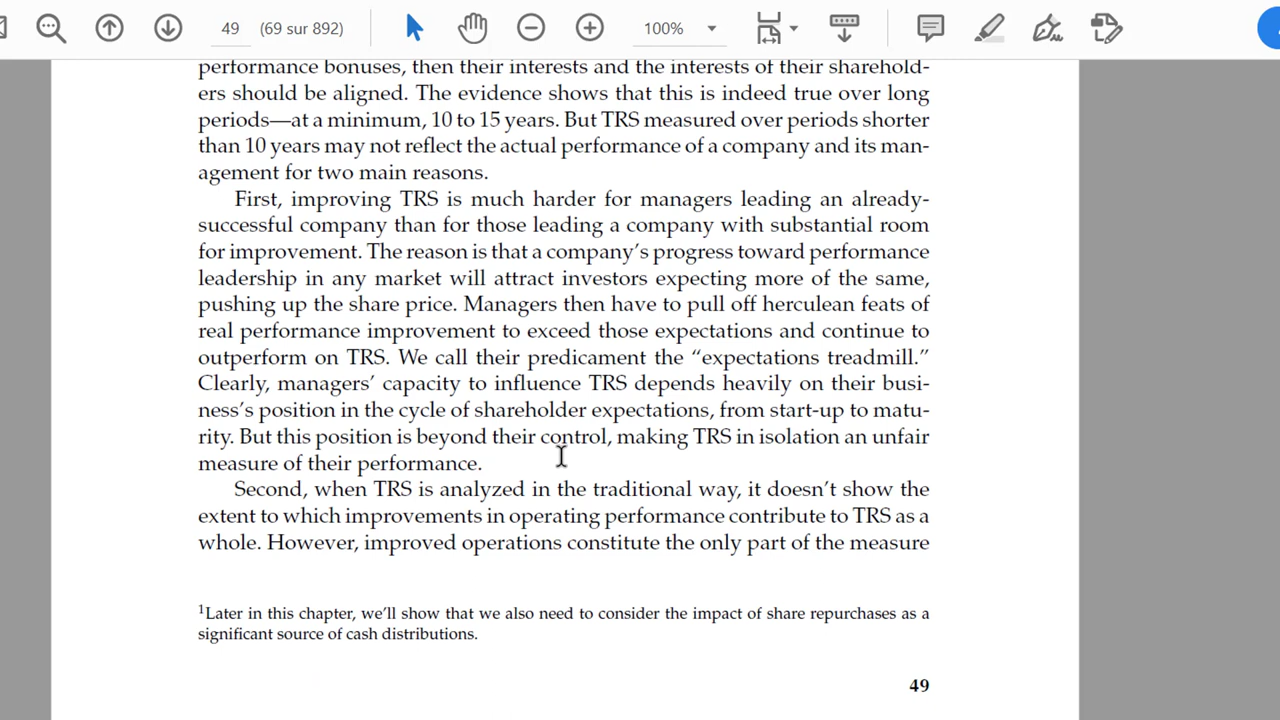 49 (69 sur 892) 100%
performance bonuses, then their interests and the interests of their sharehold-
ers should be aligned. The evidence shows that this is indeed true over long
periods—at a minimum, 10 to 15 years. But TRS measured over periods shorter
than 10 years may not reflect the actual performance of a company and its man-
agement for two main reasons.
First, improving TRS is much harder for managers leading an already-
successful company than for those leading a company with substantial room
for improvement. The reason is that a company's progress toward performance
leadership in any market will attract investors expecting more of the same,
pushing up the share price. Managers then have to pull off herculean feats of
real performance improvement to exceed those expectations and continue to
outperform on TRS. We call their predicament the “expectations treadmill.”
Clearly, managers' capacity to influence TRS depends heavily on their busi-
ness's position in the cycle of shareholder expectations, from start-up to matu-
rity. But this position is beyond their control, making TRS in isolation an unfair
measure of their performance.
Second, when TRS is analyzed in the traditional way, it doesn't show the
extent to which improvements in operating performance contribute to TRS as a
whole. However, improved operations constitute the only part of the measure
1Later in this chapter, we'll show that we also need to consider the impact of share repurchases as a
significant source of cash distributions.
49